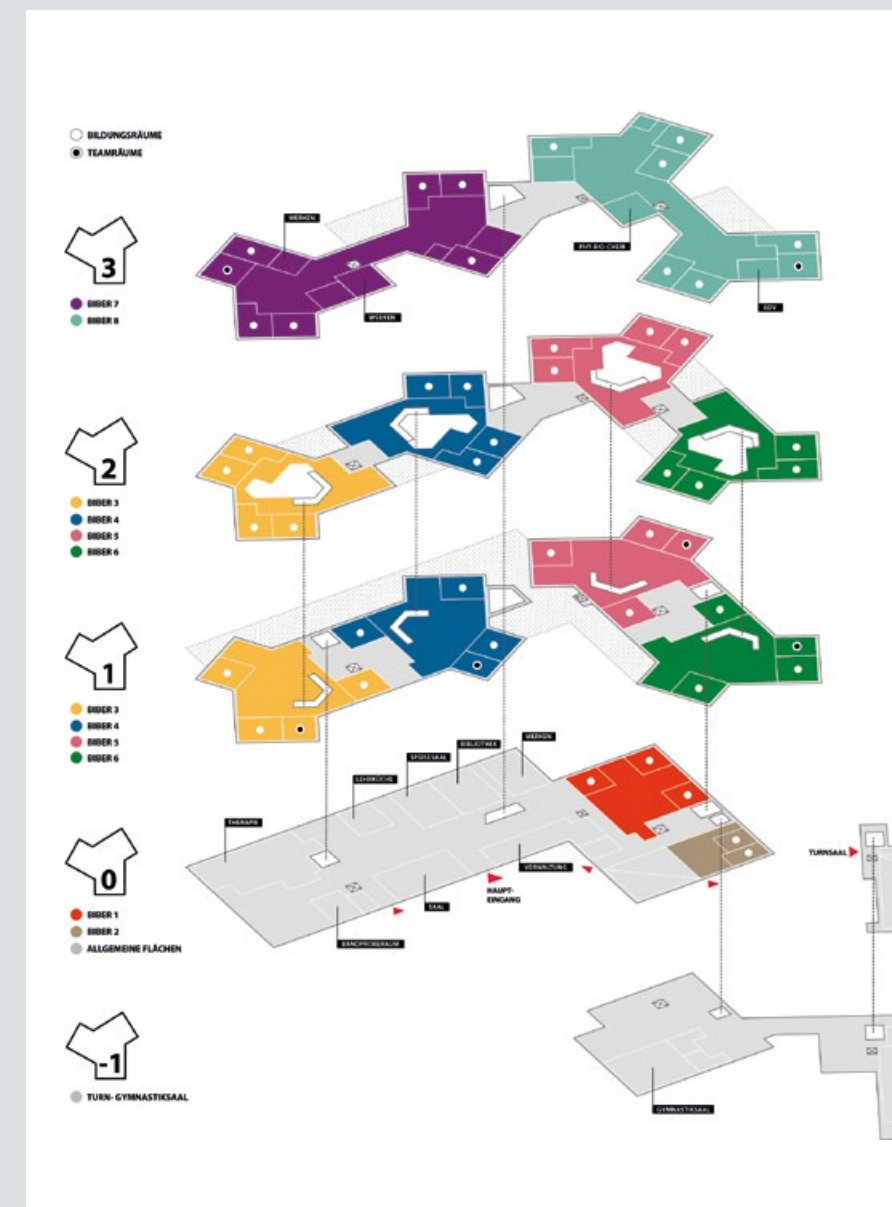 BILDUNGSRÄUME
TEAMRÄUME
3
BIBER 7
BIBER 8
WERKEN
WERKEN
PHY-BIO-CHEM
EDV
2
BIBER 3
BIBER 4
BIBER 5
BIBER 6
1
BIBER 3
BIBER 4
BIBER 5
BIBER 6
WERKEN
BIBLIOTHEK
SPEISESAAL
LEHRKÜCHE
THERAPIE
0
BIBER 1
BIBER 2
ALLGEMEINE FLÄCHEN
VERWALTUNG
HAUPT-
EINGANG
SAAL
BANDPROBERAUM
TURNSAAL
-1
TURN- GYMNASTIKSAAL
GYMNASTIKSAAL